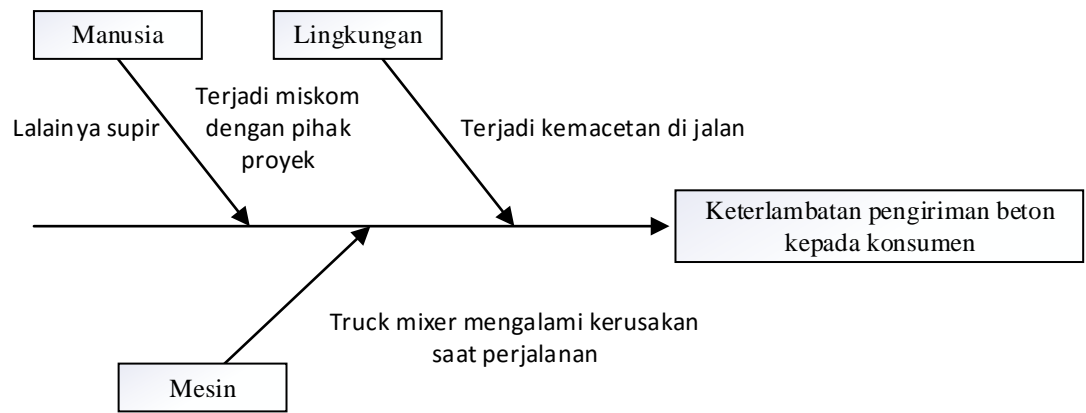 Manusia
Lingkungan
Lalainya supir
Terjadi miskom
dengan pihak
proyek
Terjadi kemacetan di jalan
Keterlambatan pengiriman beton
kepada konsumen
Truck mixer mengalami kerusakan
saat perjalanan
Mesin